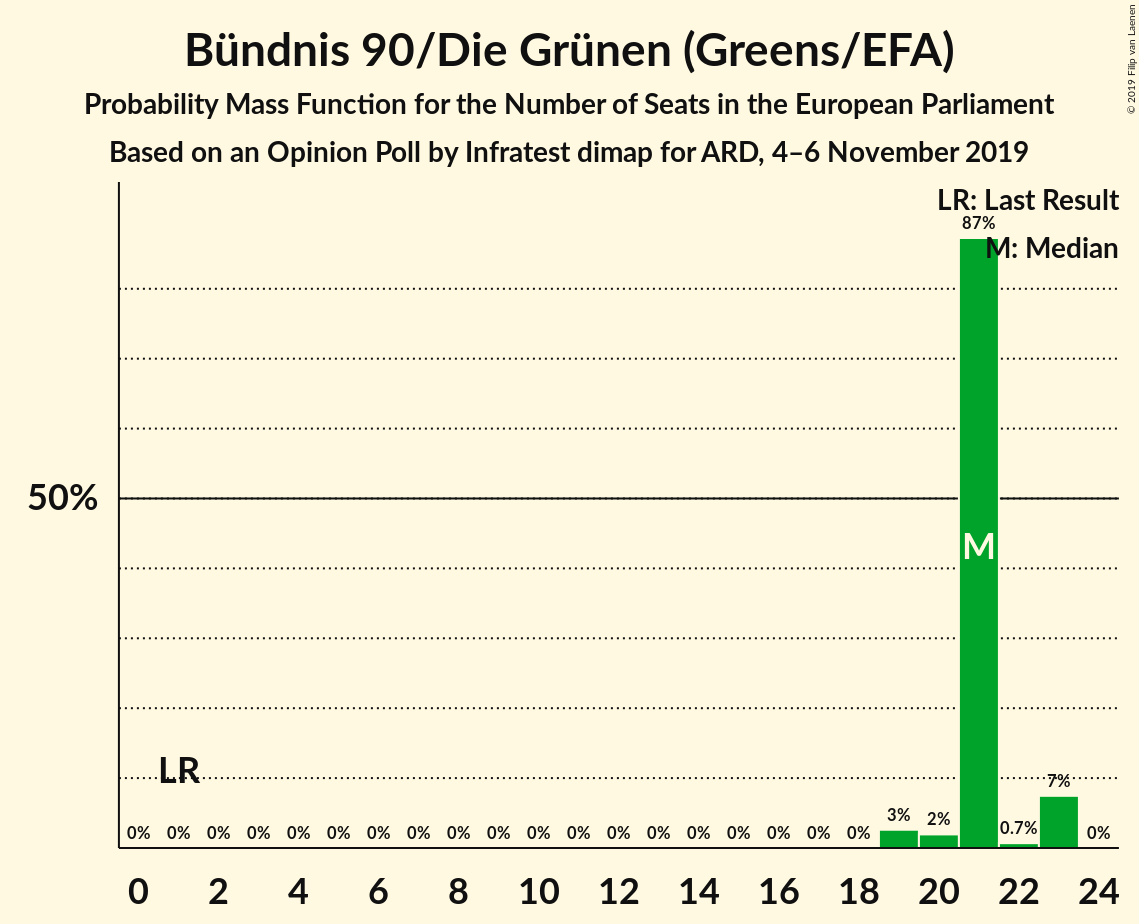 Bündnis 90/Die Grünen (Greens/EFA)
Probability Mass Function for the Number of Seats in the European Parliament
Based on an Opinion Poll by Infratest dimap for ARD, 4–6 November 2019
© 2019 Filip van Laenen
LR: Last Result
87%
M: Median
50%
M
LR
7%
3%
2%
0.7%
0% 0% 0% 0% 0% 0% 0% 0% 0% 0% 0% 0% 0% 0% 0% 0% 0% 0% 0% 0%
0 2 4 6 8 10 12 14 16 18 20 22 24